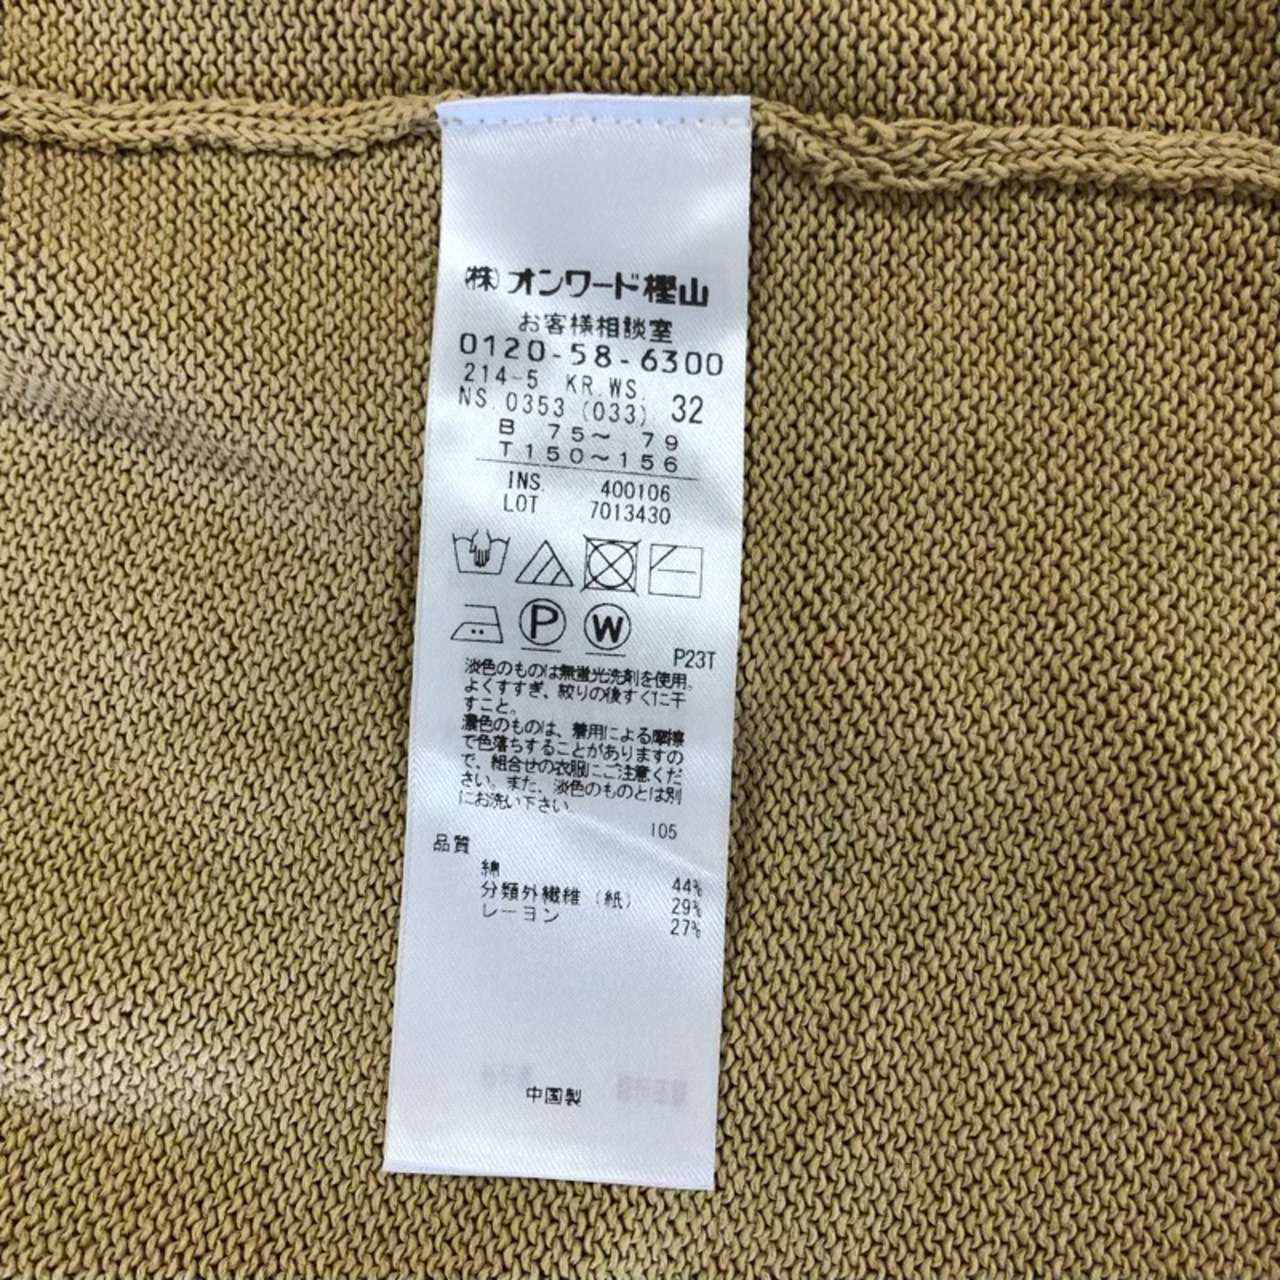 (株)オンワード樫山
お客様相談室
0120-58-6300
214-5 KR.WS. 32
NS.0353 (033)
B 75〜 79
T150〜156
INS. 400106
LOT 7013430
P
W
P23T
淡色のものは無蛍光洗剤を使用。
よくすすぎ、絞りの後すぐに干
すこと。
濃色のものは、着用による摩擦
で色落ちすることがありますの
で、組合せの衣服にご注意くだ
さい。また、淡色のものとは別
にお洗い下さい。
105
品質
綿 44%
分類外繊維(紙) 29%
レーヨン 27%
中国製